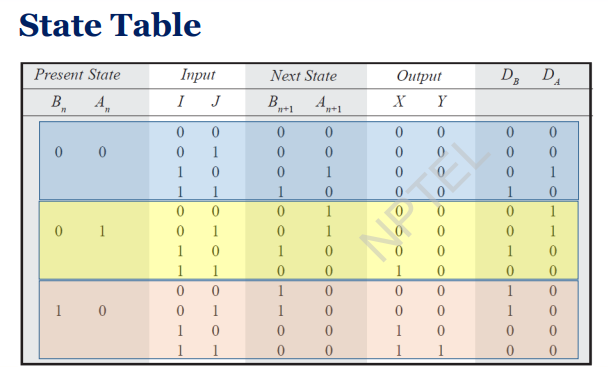 State Table
Present State Input Next State Output D_B D_A
B_n A_n I J B_n+1 A_n+1 X Y
0 0 0 0 0 0 0 0
0 0 0 1 0 0 0 0 0 0
1 0 0 1 0 0 0 1
1 1 1 0 0 0 1 0
0 0 0 1 0 0 0 1
0 1 0 1 0 1 0 0 0 1
1 0 1 0 0 0 1 0
1 1 0 0 1 0 0 0
0 0 1 0 0 0 1 0
1 0 0 1 1 0 0 0 1 0
1 0 0 0 1 0 0 0
1 1 0 0 1 1 0 0
NPTEL